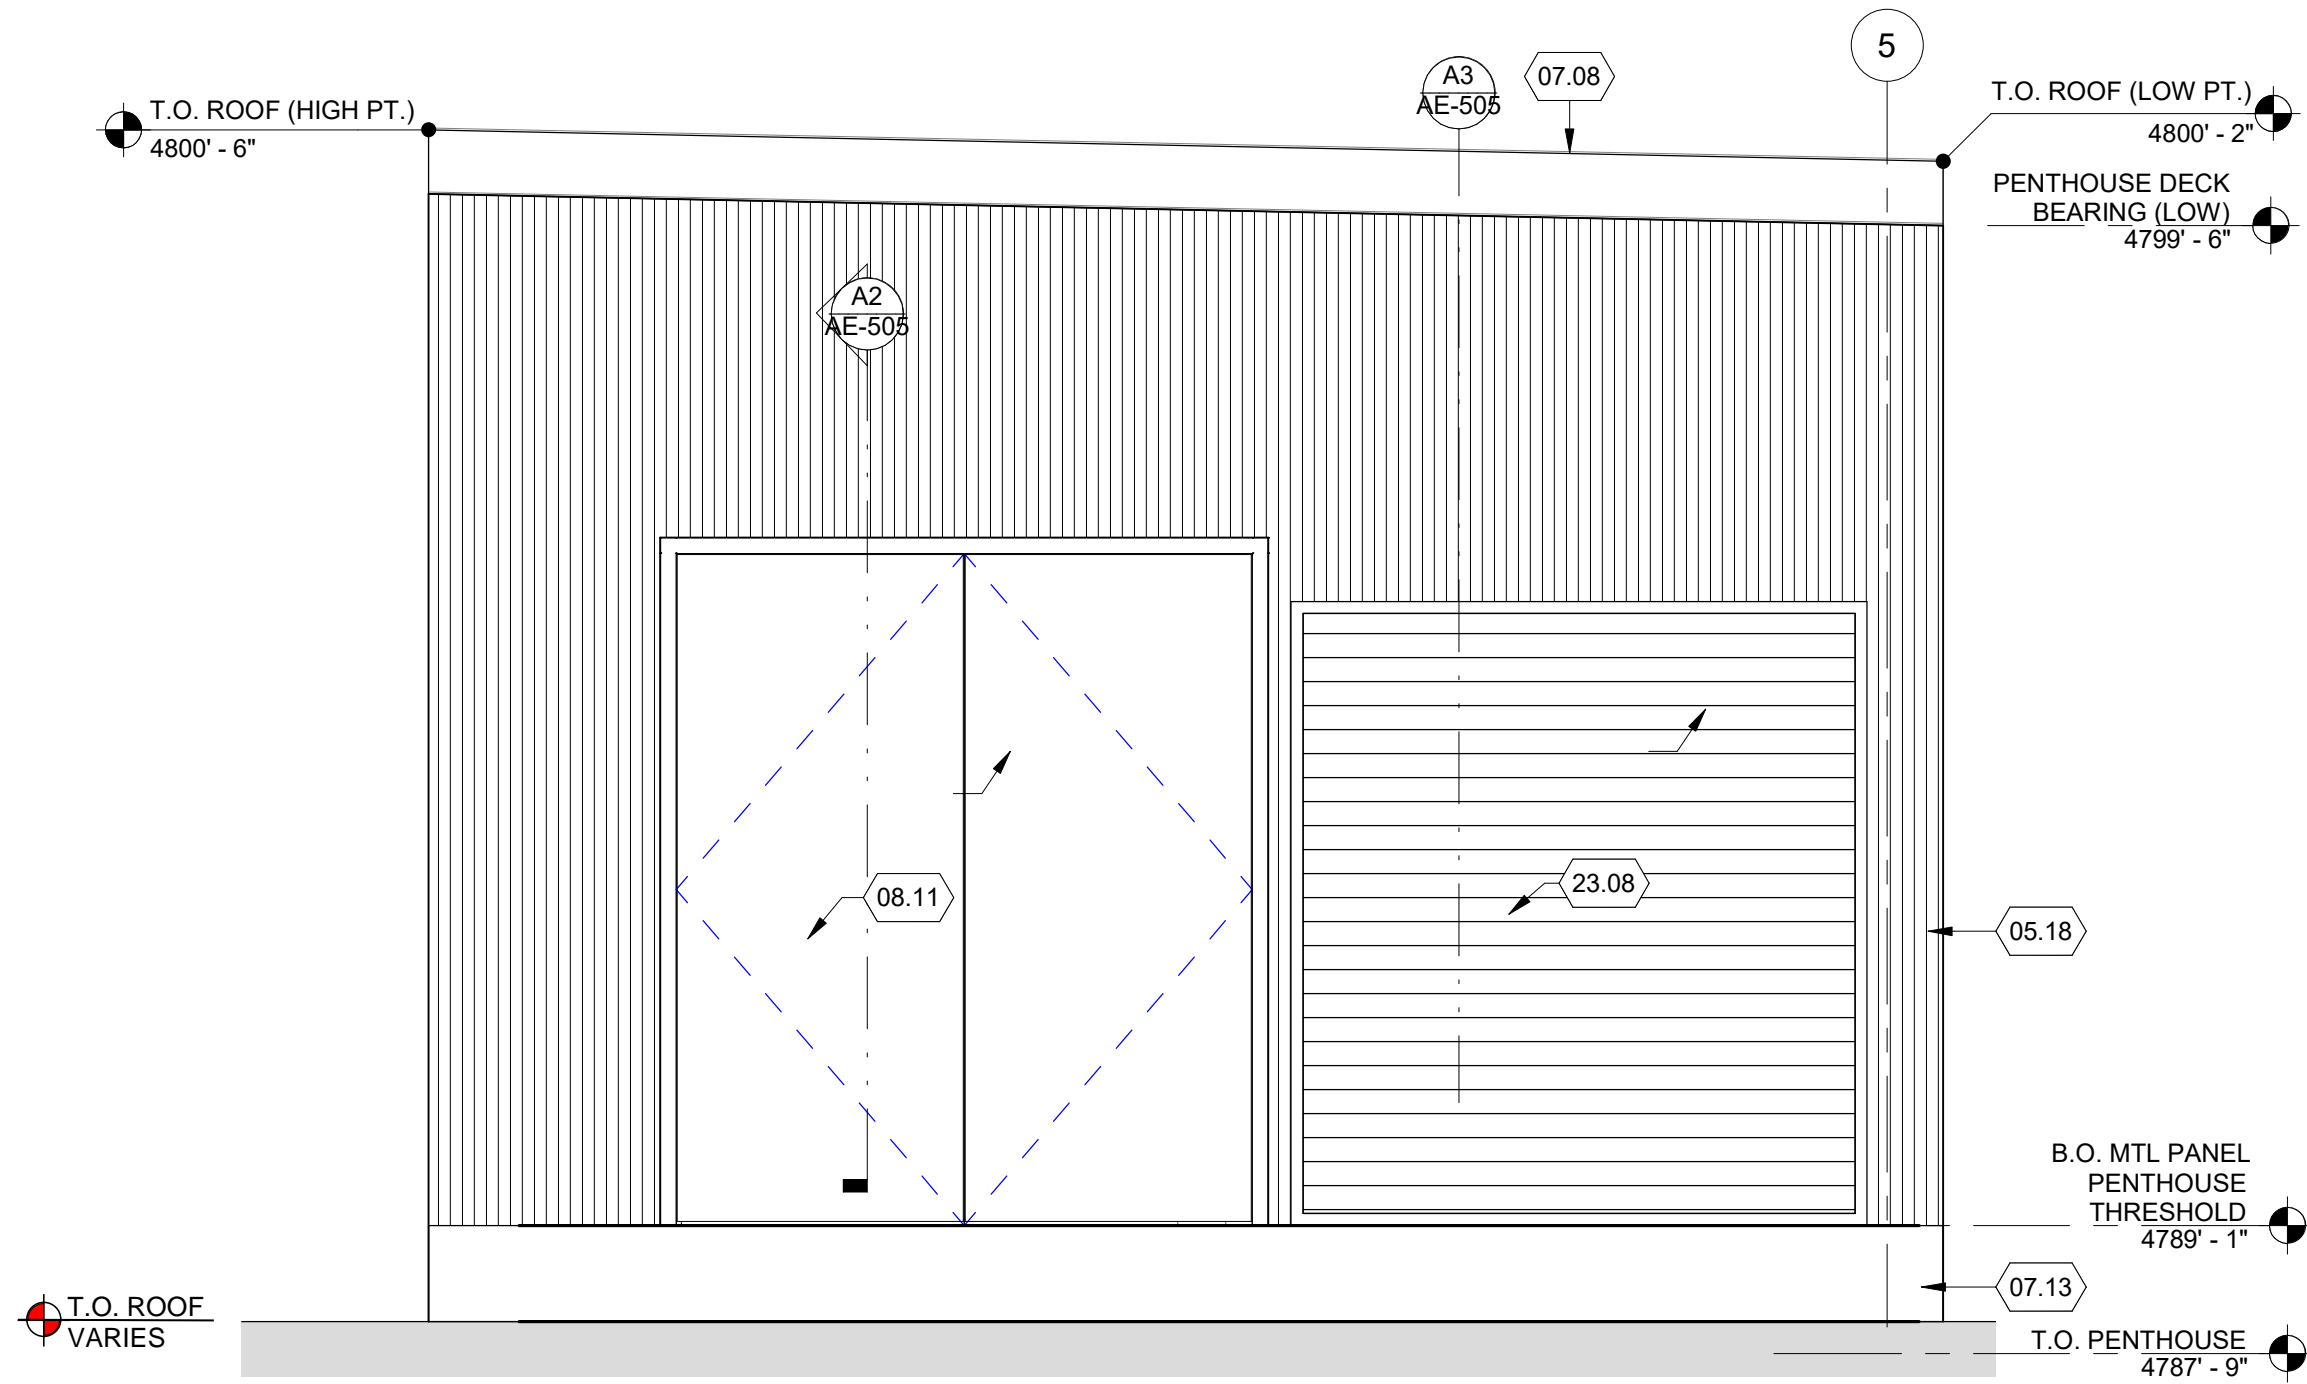 5
A3
AE-505
07.08
T.O. ROOF (HIGH PT.)
4800' - 6"
T.O. ROOF (LOW PT.)
4800' - 2"
PENTHOUSE DECK
BEARING (LOW)
4799' - 6"
A2
AE-505
08.11
23.08
05.18
B.O. MTL PANEL
PENTHOUSE
THRESHOLD
4789' - 1"
07.13
T.O. ROOF
VARIES
T.O. PENTHOUSE
4787' - 9"